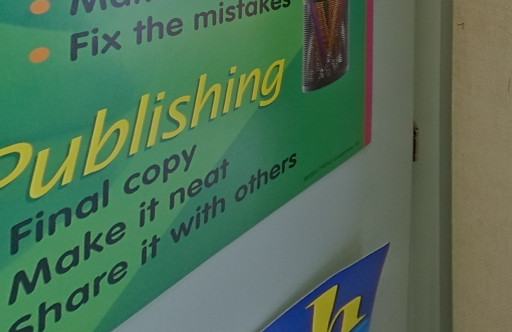 Fix the mistakes
Publishing
Final copy
Make it neat
Share it with others
h